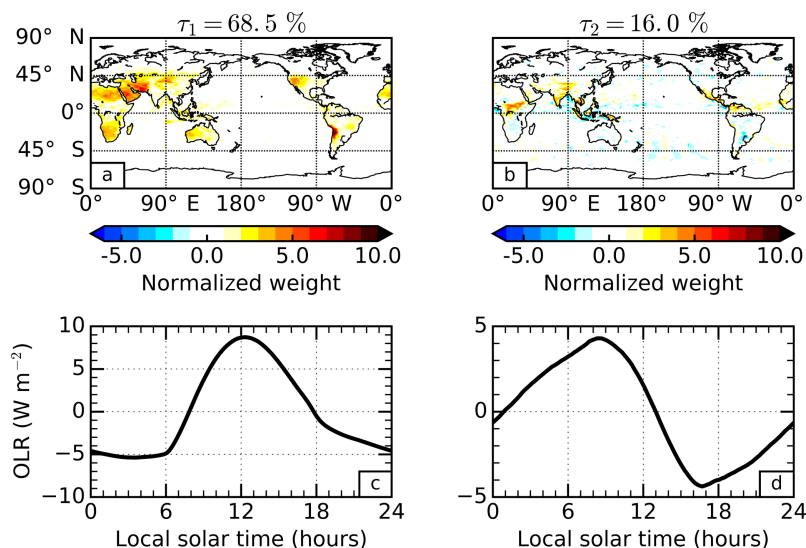 τ₁ = 68.5 %
τ₂ = 16.0 %
90° N
45° N
0°
45° S
90° S
a
b
0° 90° E 180° 90° W 0°
0° 90° E 180° 90° W 0°
-5.0 0.0 5.0 10.0
-5.0 0.0 5.0 10.0
Normalized weight
Normalized weight
OLR (W m⁻²)
10
5
0
−5
−10
c
0 6 12 18 24
Local solar time (hours)
5
0
−5
d
0 6 12 18 24
Local solar time (hours)